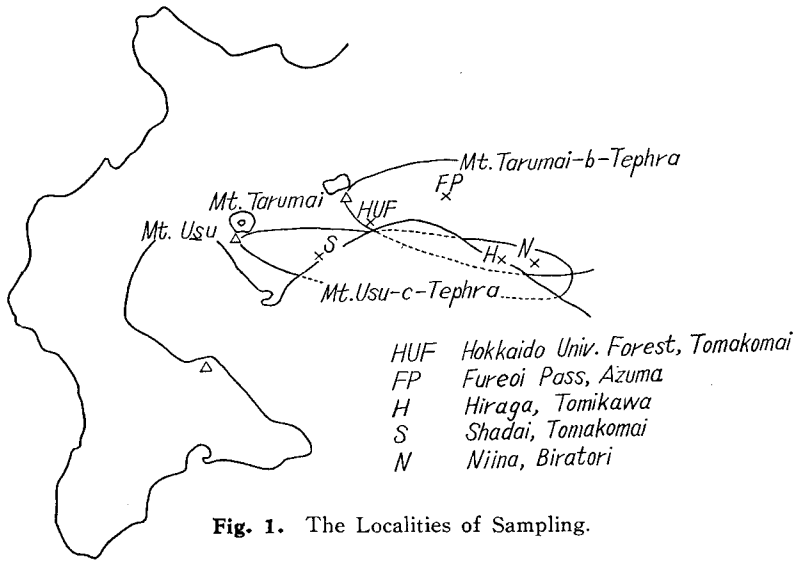 Mt. Tarumai-b-Tephra
FP
Mt. Tarumai
HUF
Mt. Usu
S
H
N
Mt. Usu-c-Tephra
HUF Hokkaido Univ. Forest, Tomakomai
FP Fureoi Pass, Azuma
H Hiraga, Tomikawa
S Shadai, Tomakomai
N Niina, Biratori
Fig. 1. The Localities of Sampling.